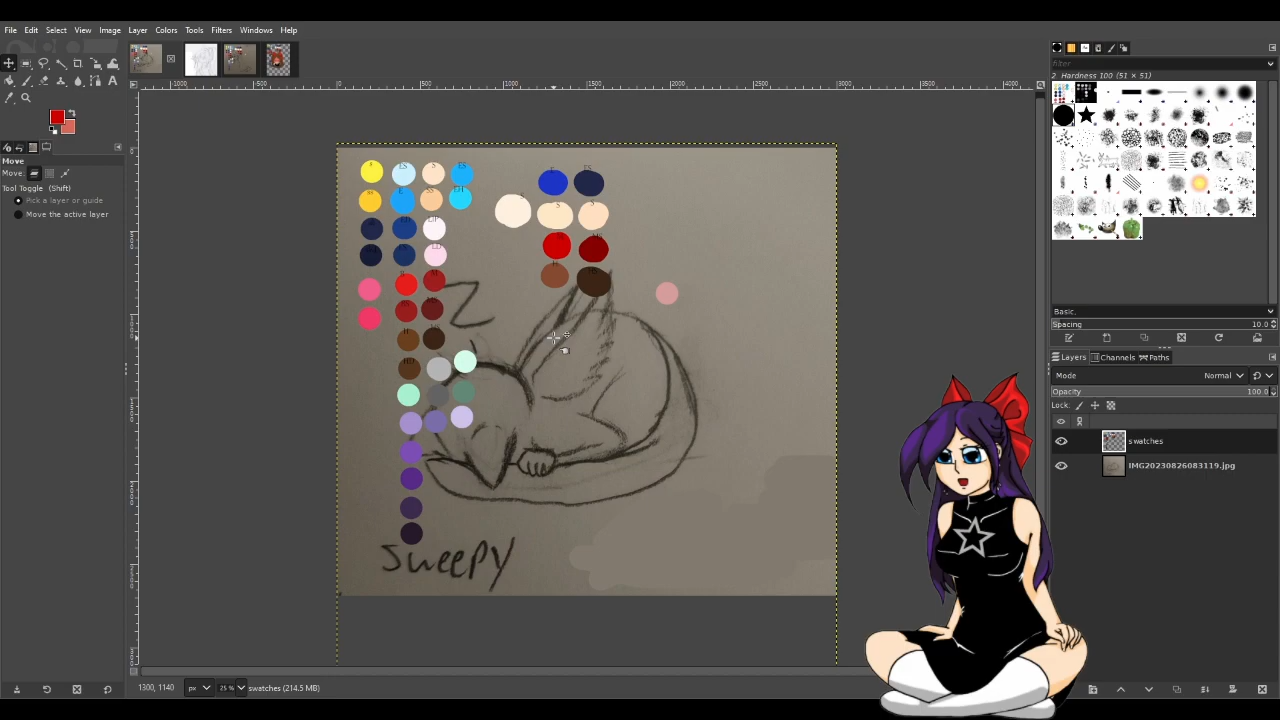 File Edit Select View Image Layer Colors Tools Filters Windows Help
filter
2. Hardness 100 (51 × 51)
Move
Move:
Tool Toggle (Shift)
Pick a layer or guide
Move the active layer
Basic.
Spacing 10.0
Layers Channels Paths
Mode Normal
Opacity 100.0
Lock:
swatches
IMG20230826083119.jpg
Z
Sweepy
1300, 1140 px 25 % swatches (214.5 MB)